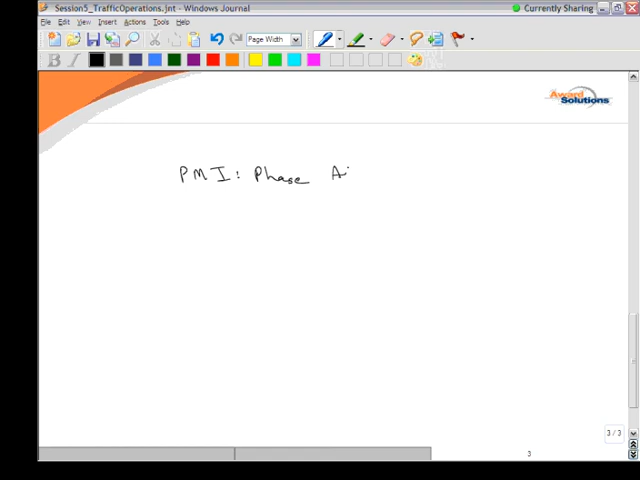 Session5_TrafficOperations.jnt - Windows Journal
Currently Sharing
File Edit View Insert Actions Tools Help
Page Width
B I
Award
Solutions
PMI: Phase A
3 / 3
3